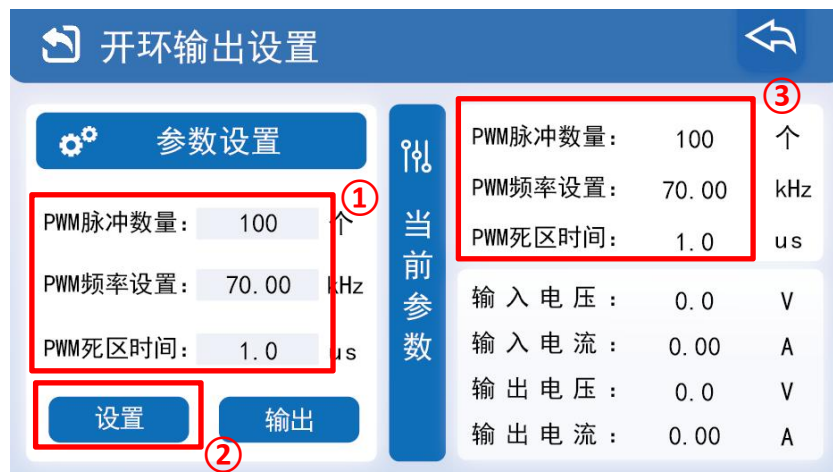 开环输出设置
参数设置
①
PWM脉冲数量： 100 个
PWM频率设置： 70.00 kHz
PWM死区时间： 1.0 us
设置 输出
②
当前参数
③
PWM脉冲数量： 100 个
PWM频率设置： 70.00 kHz
PWM死区时间： 1.0 us
输入电压： 0.0 V
输入电流： 0.00 A
输出电压： 0.0 V
输出电流： 0.00 A